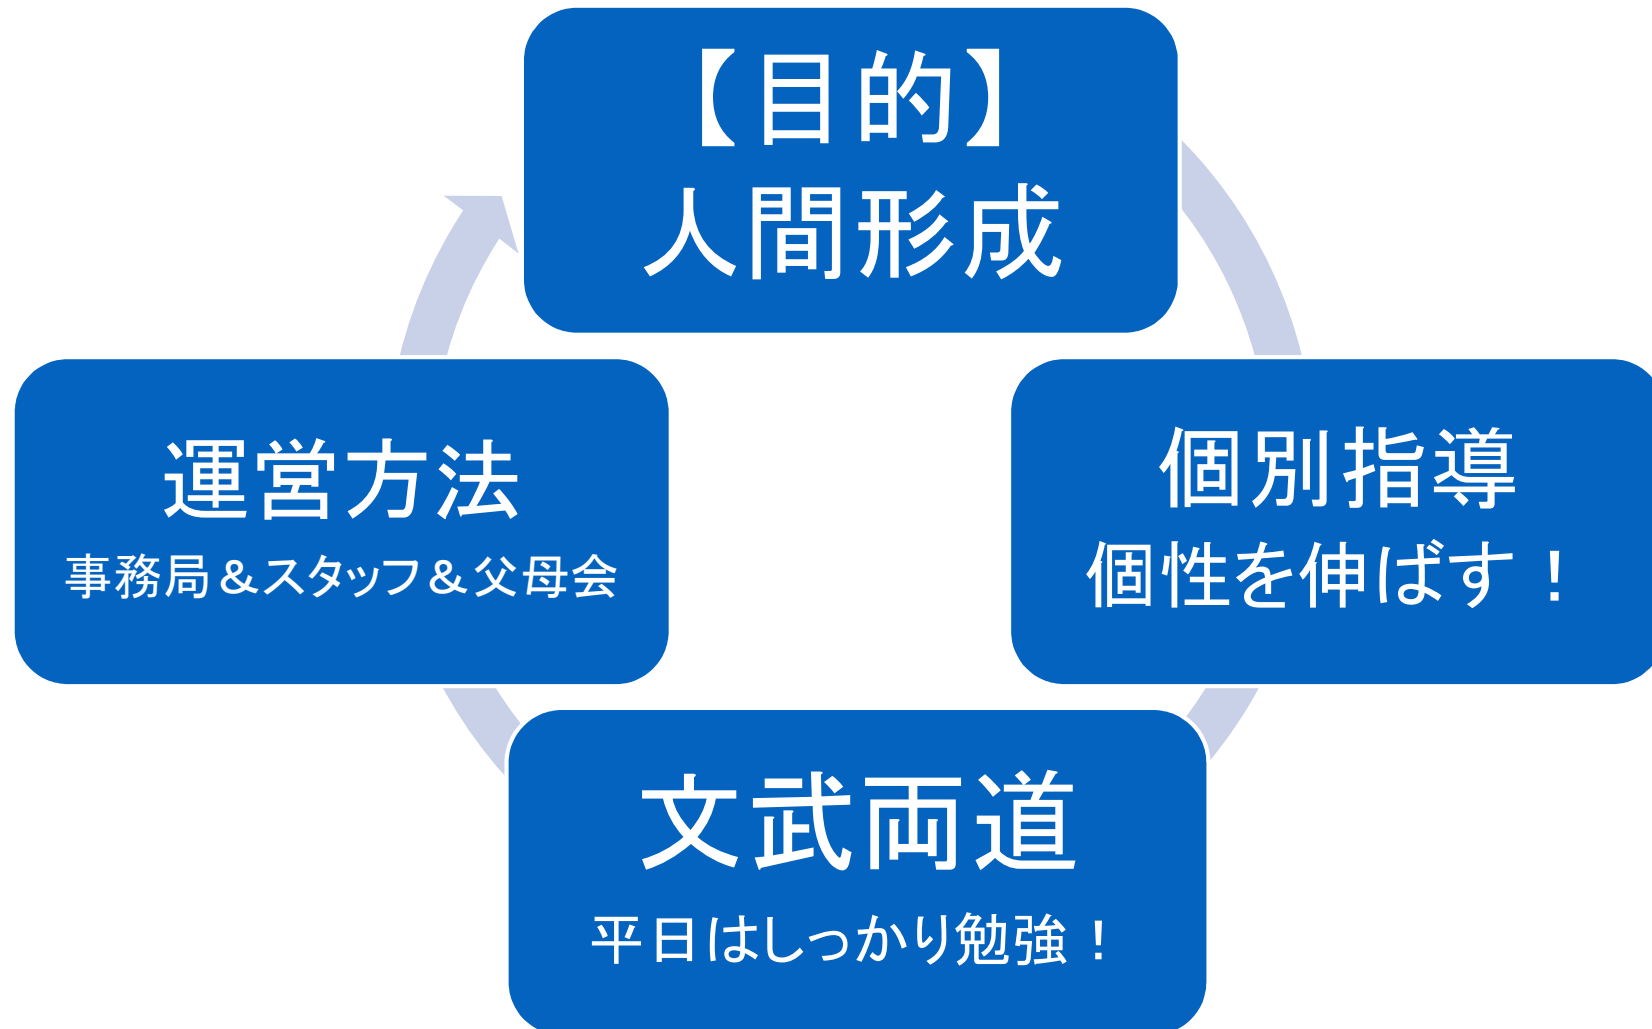 【目的】
人間形成
個別指導
個性を伸ばす！
文武両道
平日はしっかり勉強！
運営方法
事務局＆スタッフ＆父母会